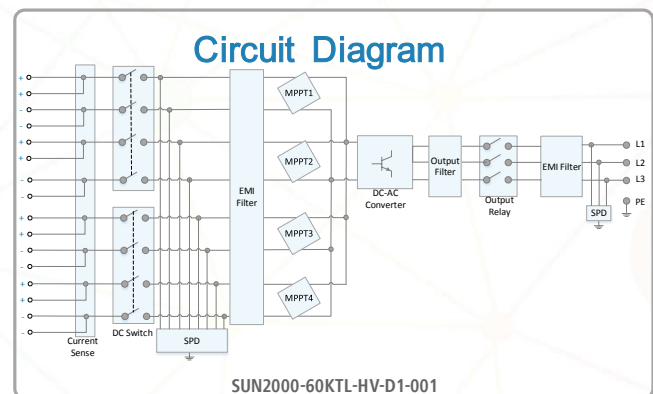 Circuit Diagram
+
+
-
-
+
+
-
-
+
+
-
-
+
+
-
-
Current
Sense
DC Switch
SPD
EMI
Filter
MPPT1
MPPT2
MPPT3
MPPT4
DC-AC
Converter
Output
Filter
Output
Relay
EMI Filter
SPD
L1
L2
L3
PE
SUN2000-60KTL-HV-D1-001